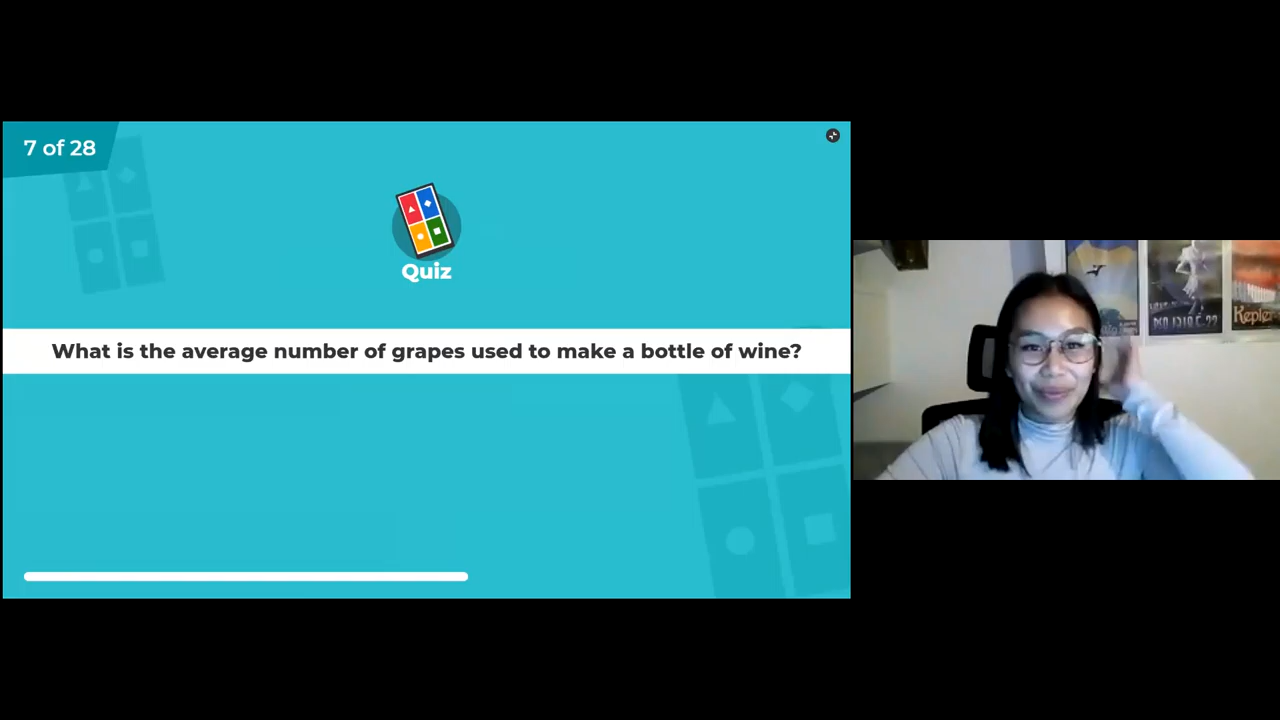 7 of 28
Quiz
What is the average number of grapes used to make a bottle of wine?
Kepler